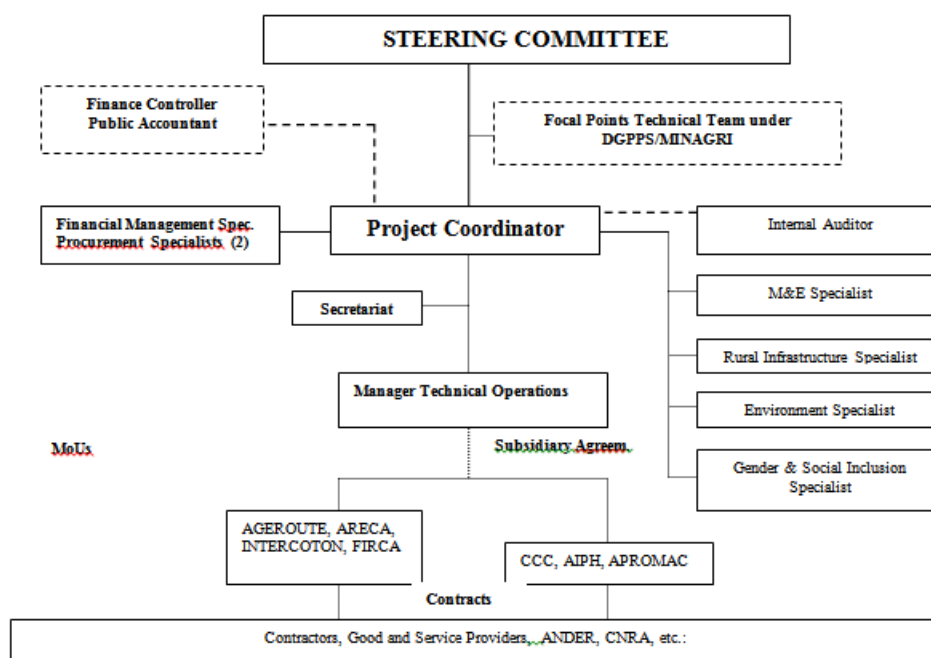 STEERING COMMITTEE
Finance Controller
Public Accountant
Focal Points Technical Team under
DGPPS/MINAGRI
Financial Management Spec.
Procurement Specialists (2)
Project Coordinator
Internal Auditor
M&E Specialist
Secretariat
Rural Infrastructure Specialist
Manager Technical Operations
Environment Specialist
MoUs
Subsidiary Agreem.
Gender & Social Inclusion
Specialist
AGEROUTE, ARECA,
INTERCOTON, FIRCA
CCC, AIPH, APROMAC
Contracts
Contractors, Good and Service Providers, ANDER, CNRA, etc.: